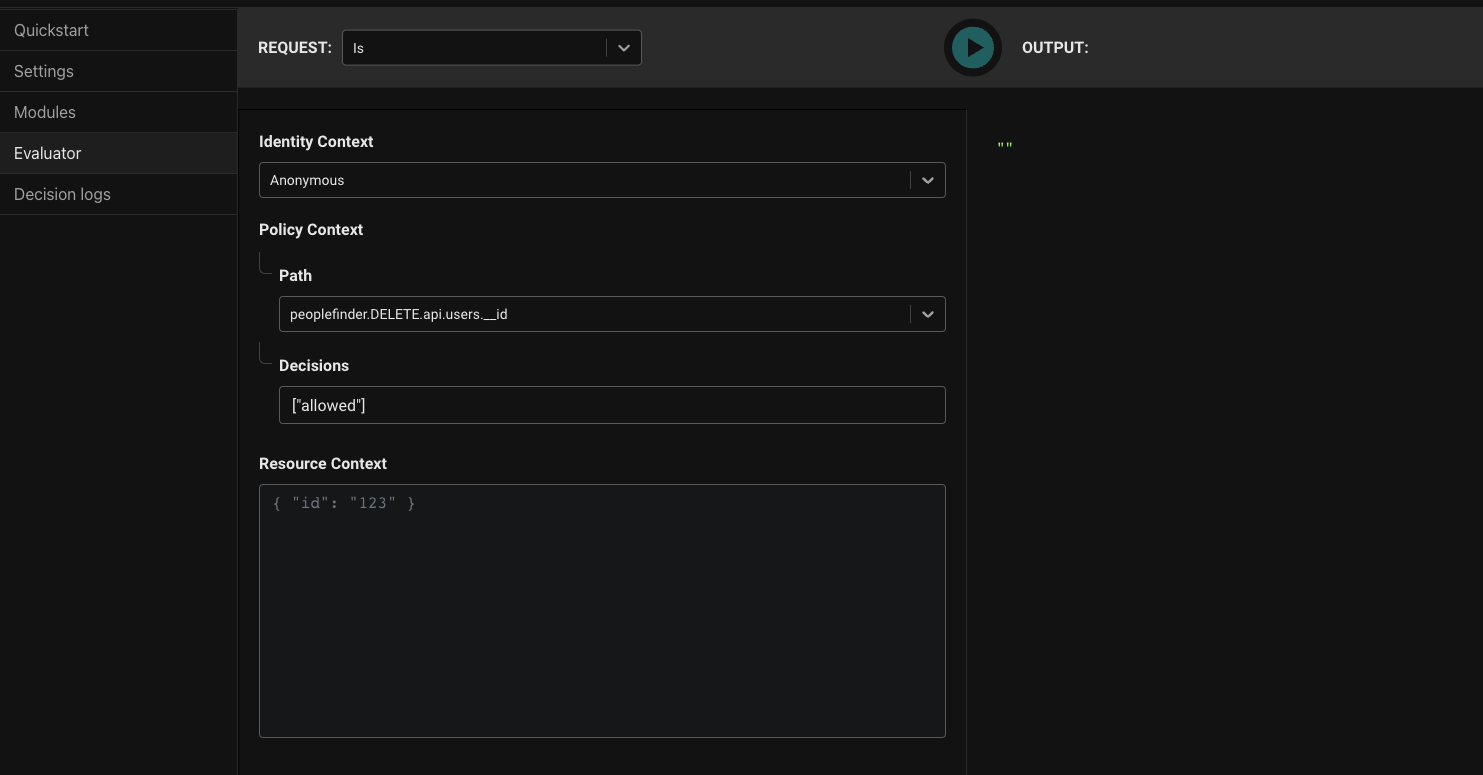 Quickstart
Settings
Modules
Evaluator
Decision logs
REQUEST: Is
OUTPUT:
Identity Context
Anonymous
Policy Context
Path
peoplefinder.DELETE.api.users.__id
Decisions
["allowed"]
Resource Context
{ "id": "123" }
""